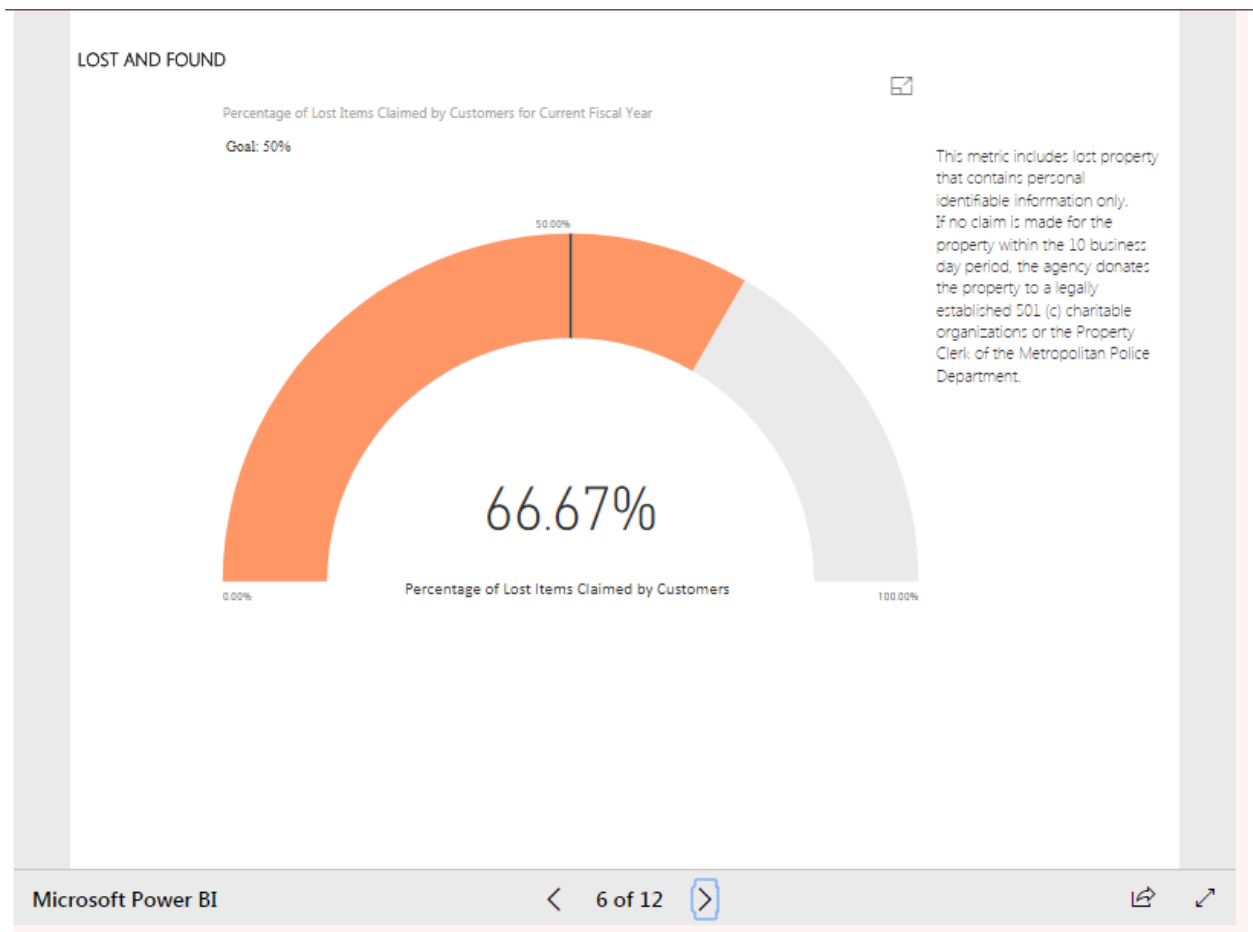 LOST AND FOUND
Percentage of Lost Items Claimed by Customers for Current Fiscal Year
Goal: 50%
This metric includes lost property
that contains personal
identifiable information only.
If no claim is made for the
property within the 10 business
day period, the agency donates
the property to a legally
established 501 (c) charitable
organizations or the Property
Clerk of the Metropolitan Police
Department.
50.00%
66.67%
Percentage of Lost Items Claimed by Customers
0.00%
100.00%
Microsoft Power BI
6 of 12